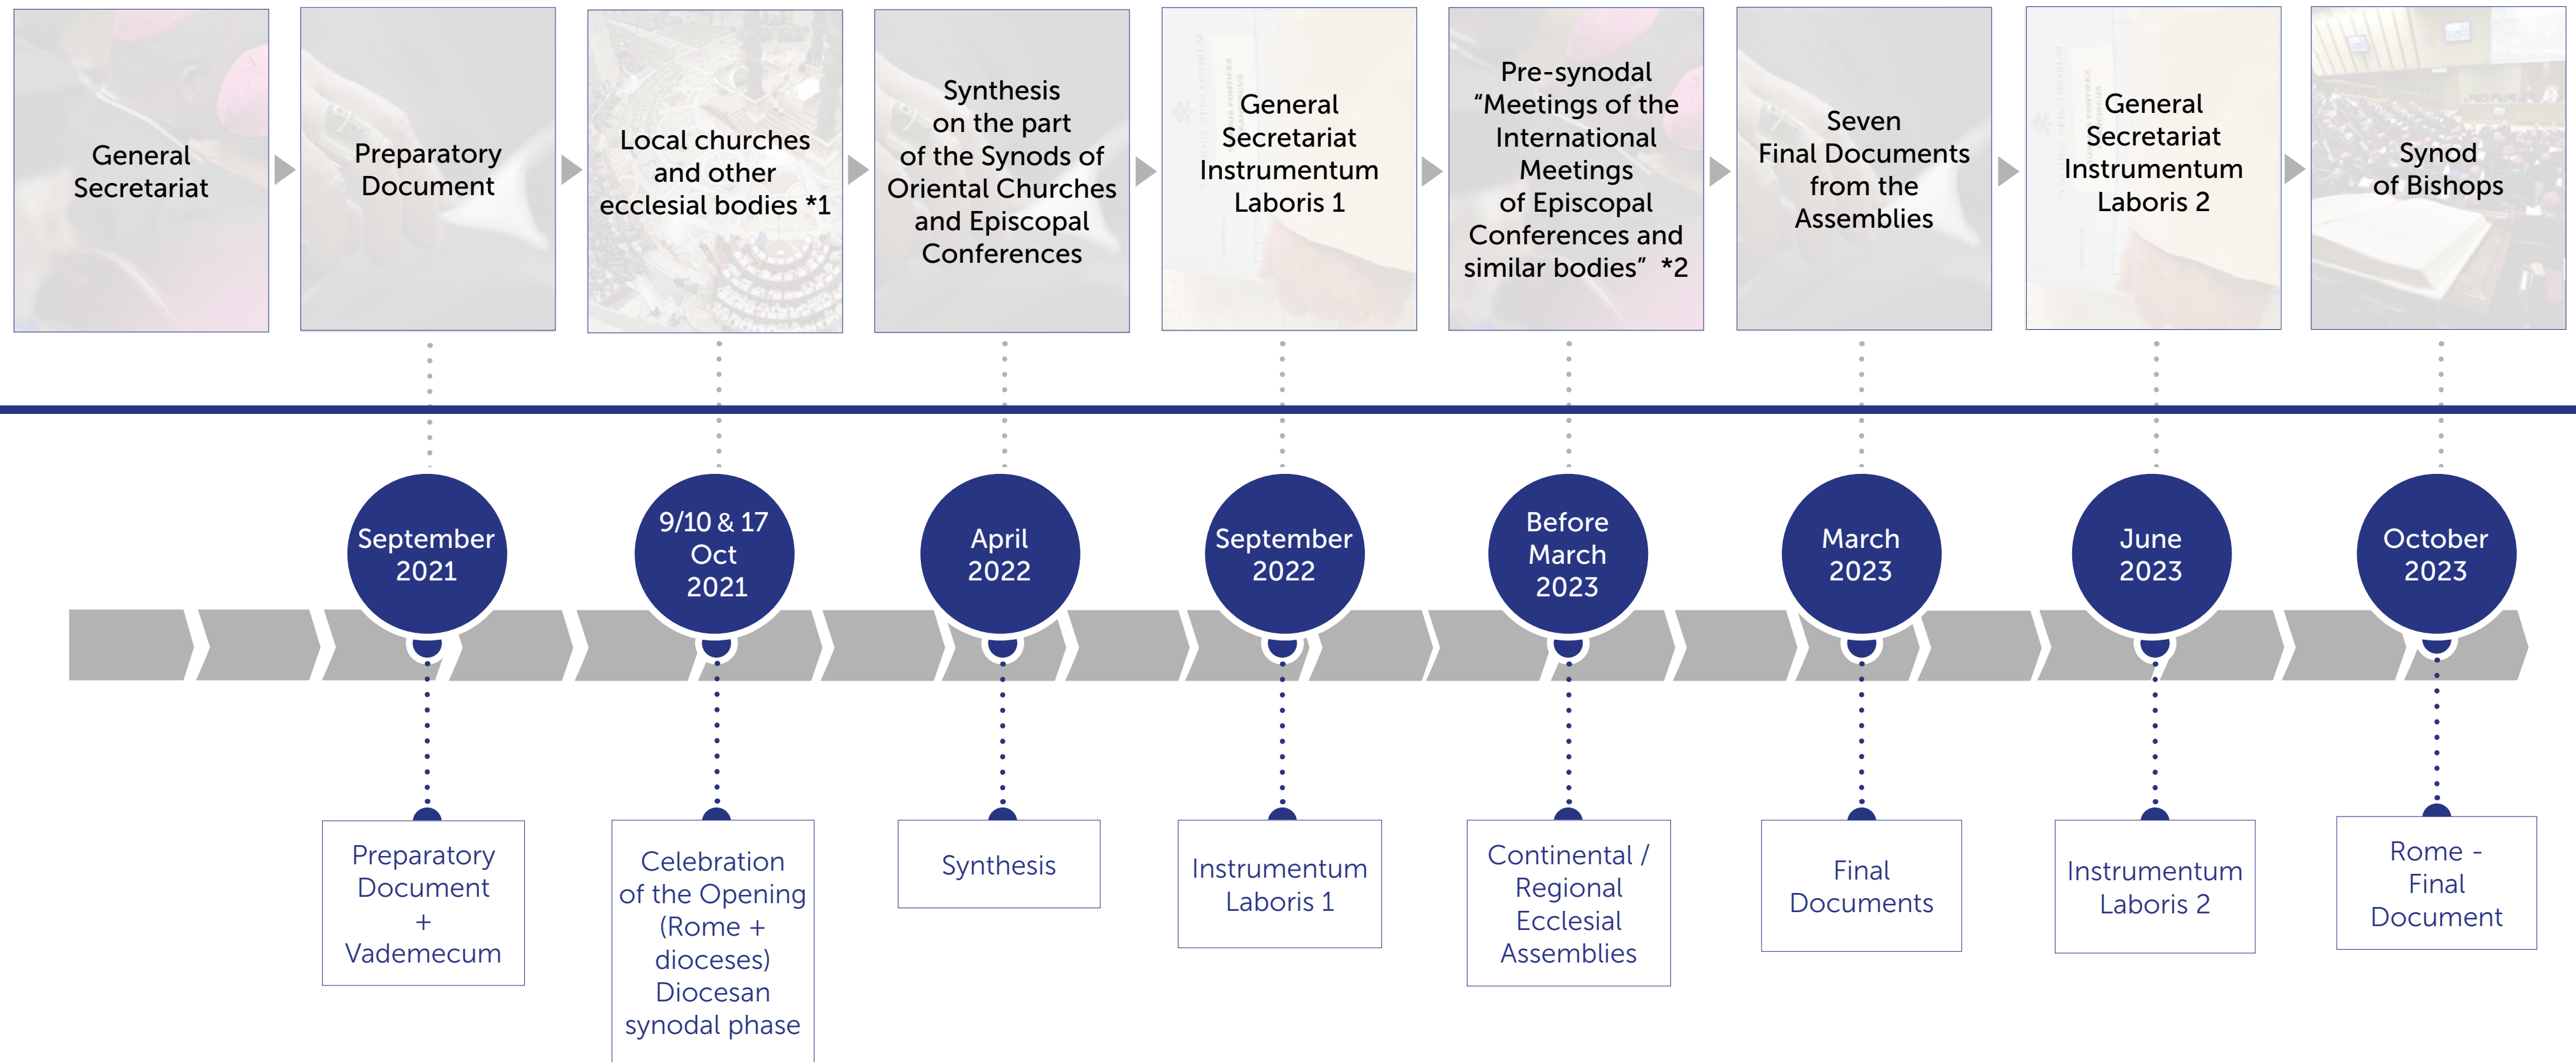 General
Secretariat
Preparatory
Document
Local churches
and other
ecclesial bodies *1
Synthesis
on the part
of the Synods of
Oriental Churches
and Episcopal
Conferences
General
Secretariat
Instrumentum
Laboris 1
Pre-synodal
“Meetings of the
International
Meetings
of Episcopal
Conferences and
similar bodies” *2
Seven
Final Documents
from the
Assemblies
General
Secretariat
Instrumentum
Laboris 2
Synod
of Bishops
September
2021
9/10 & 17
Oct
2021
April
2022
September
2022
Before
March
2023
March
2023
June
2023
October
2023
Preparatory
Document
+
Vademecum
Celebration
of the Opening
(Rome +
dioceses)
Diocesan
synodal phase
Synthesis
Instrumentum
Laboris 1
Continental /
Regional
Ecclesial
Assemblies
Final
Documents
Instrumentum
Laboris 2
Rome -
Final
Document